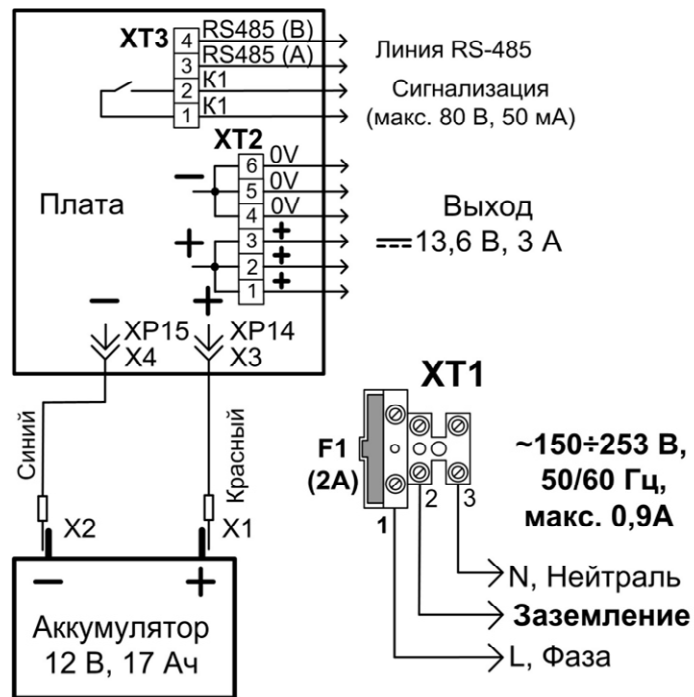 XT3
4 RS485 (B)
3 RS485 (A)
2 К1
1 К1
Линия RS-485
Сигнализация
(макс. 80 В, 50 мА)
XT2
6 0V
5 0V
4 0V
3 +
2 +
1 +
−
+
Плата
Выход
13,6 В, 3 А
− +
XP15 XP14
X4 X3
Синий
Красный
X2 X1
− +
Аккумулятор
12 В, 17 Ач
XT1
F1
(2A)
1 2 3
~150÷253 В,
50/60 Гц,
макс. 0,9А
N, Нейтраль
Заземление
L, Фаза